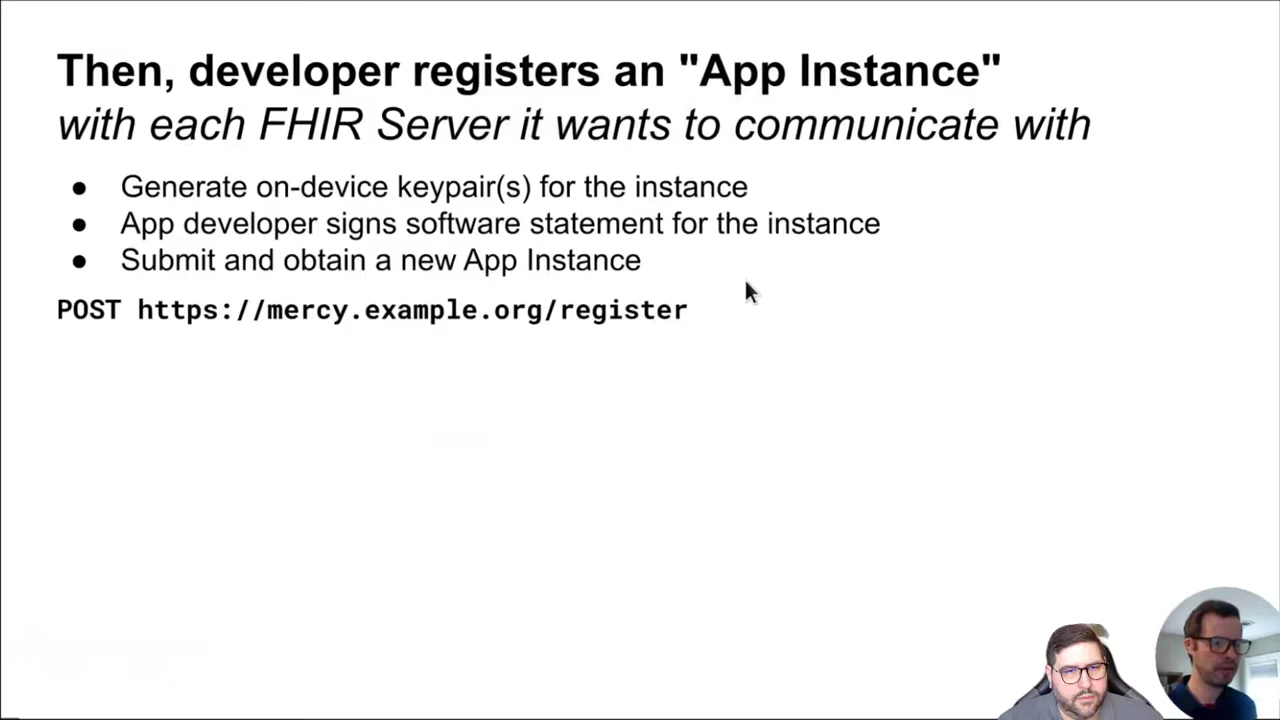 Then, developer registers an "App Instance"
with each FHIR Server it wants to communicate with
● Generate on-device keypair(s) for the instance
● App developer signs software statement for the instance
● Submit and obtain a new App Instance
POST https://mercy.example.org/register